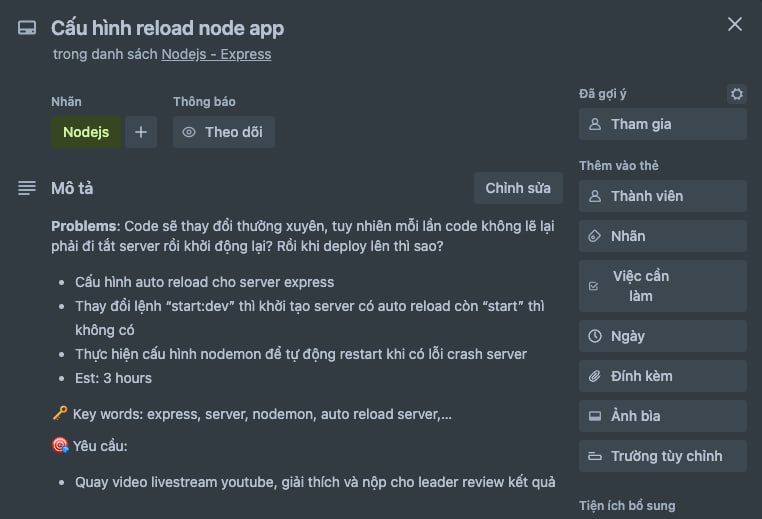 Cấu hình reload node app
trong danh sách Nodejs - Express
Nhãn
Thông báo
Nodejs
Theo dõi
Mô tả
Chỉnh sửa
Problems: Code sẽ thay đổi thường xuyên, tuy nhiên mỗi lần code không lẽ lại
phải đi tắt server rồi khởi động lại? Rồi khi deploy lên thì sao?
• Cấu hình auto reload cho server express
• Thay đổi lệnh “start:dev” thì khởi tạo server có auto reload còn “start” thì
không có
• Thực hiện cấu hình nodemon để tự động restart khi có lỗi crash server
• Est: 3 hours
🔑 Key words: express, server, nodemon, auto reload server,...
🎯 Yêu cầu:
• Quay video livestream youtube, giải thích và nộp cho leader review kết quả
Đã gợi ý
Tham gia
Thêm vào thẻ
Thành viên
Nhãn
Việc cần
làm
Ngày
Đính kèm
Ảnh bìa
Trường tùy chỉnh
Tiện ích bổ sung